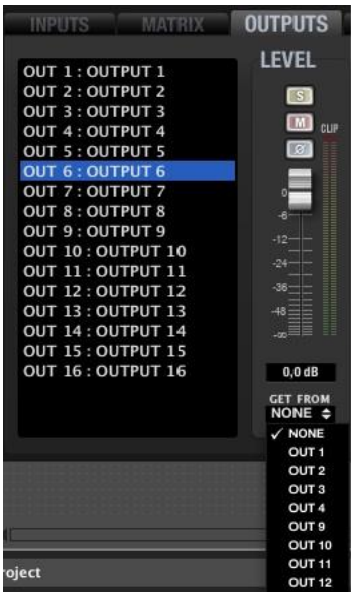 INPUTS MATRIX OUTPUTS
LEVEL
OUT 1 : OUTPUT 1
OUT 2 : OUTPUT 2
OUT 3 : OUTPUT 3
OUT 4 : OUTPUT 4
OUT 5 : OUTPUT 5
OUT 6 : OUTPUT 6
OUT 7 : OUTPUT 7
OUT 8 : OUTPUT 8
OUT 9 : OUTPUT 9
OUT 10 : OUTPUT 10
OUT 11 : OUTPUT 11
OUT 12 : OUTPUT 12
OUT 13 : OUTPUT 13
OUT 14 : OUTPUT 14
OUT 15 : OUTPUT 15
OUT 16 : OUTPUT 16
S
M CLIP
Ø
0
-6
-12
-24
-36
-48
-∞
0,0 dB
GET FROM
NONE
✓ NONE
OUT 1
OUT 2
OUT 3
OUT 4
OUT 9
OUT 10
OUT 11
OUT 12
roject